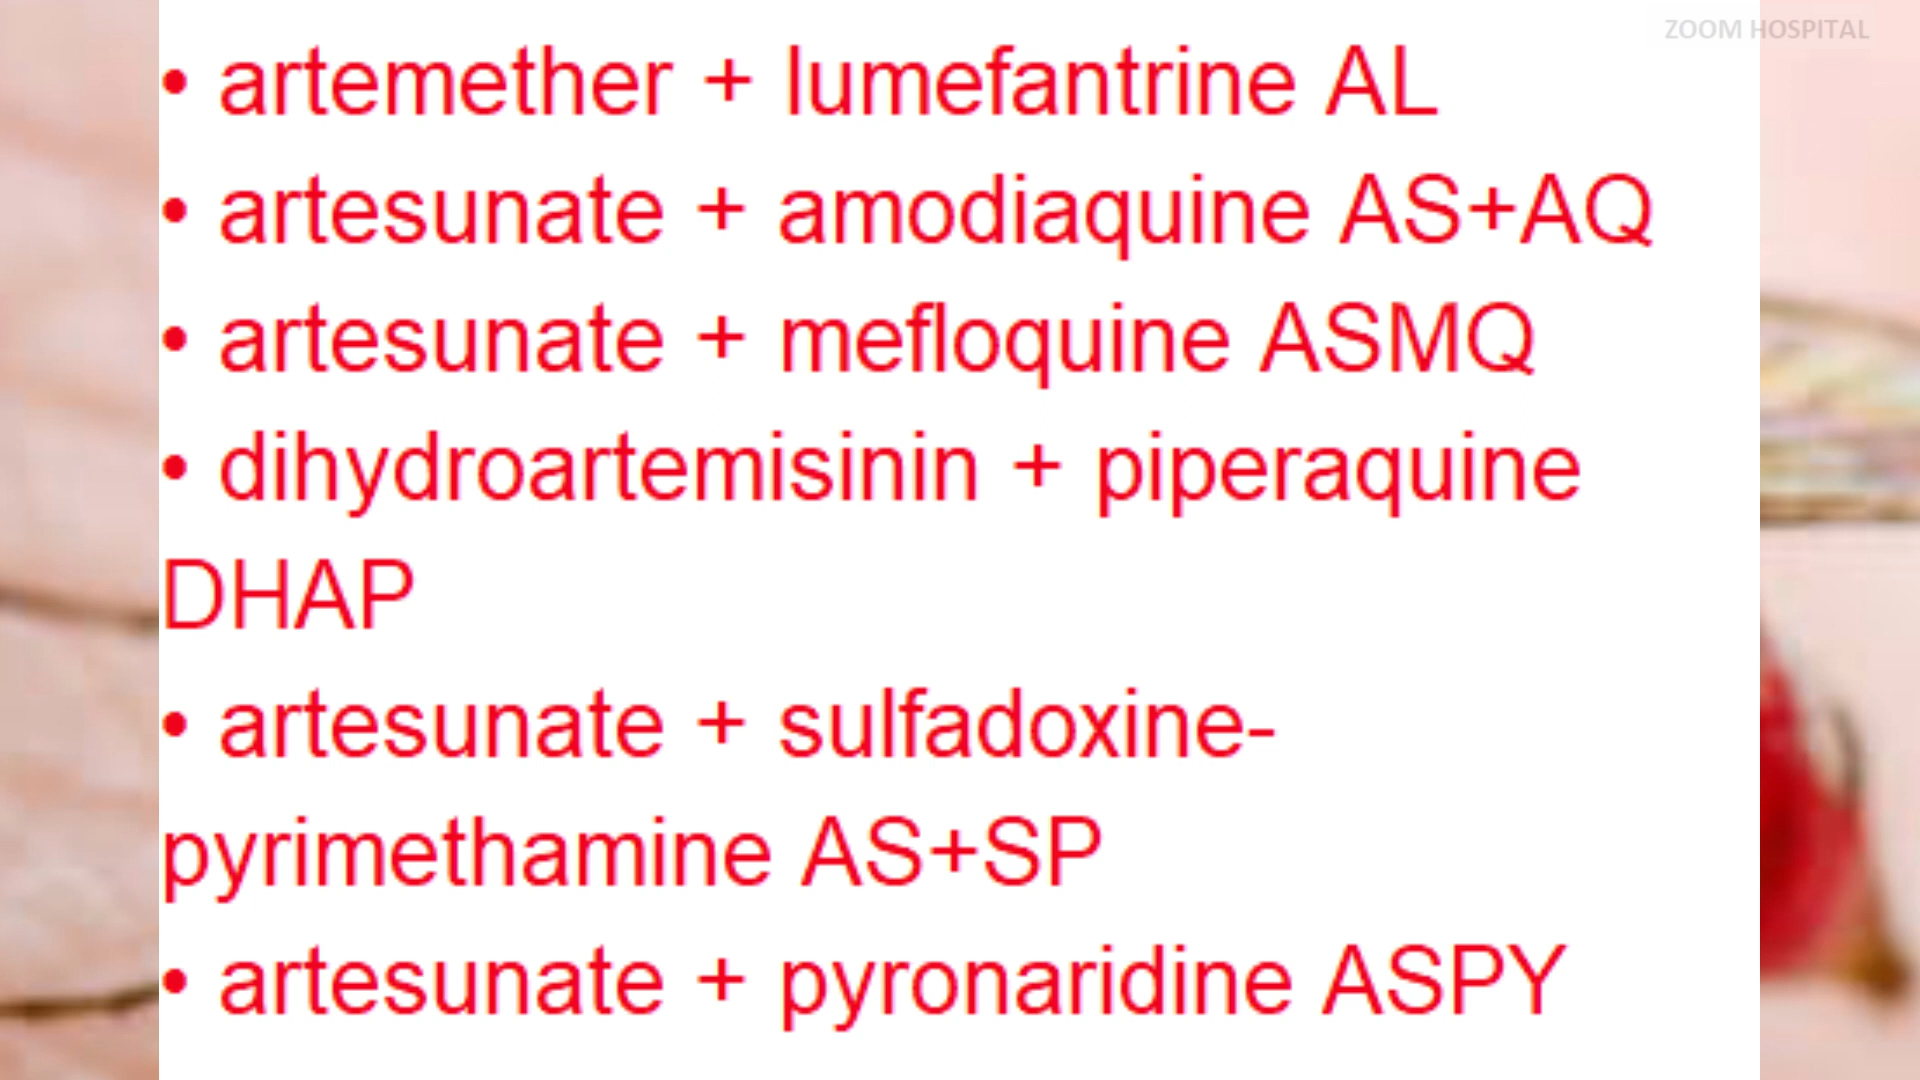 ZOOM HOSPITAL
• artemether + lumefantrine AL
• artesunate + amodiaquine AS+AQ
• artesunate + mefloquine ASMQ
• dihydroartemisinin + piperaquine
DHAP
• artesunate + sulfadoxine-
pyrimethamine AS+SP
• artesunate + pyronaridine ASPY